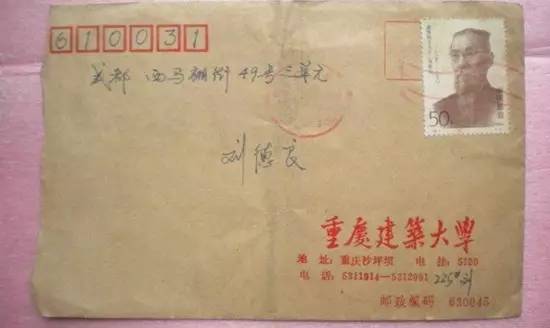 610031
成都 西马棚街49号三单元
刘德良
50
重慶建築大學
地 址:重庆沙坪坝 电 挂:5120
电 话:5311914—5312991 225#刘
邮政编码 630045